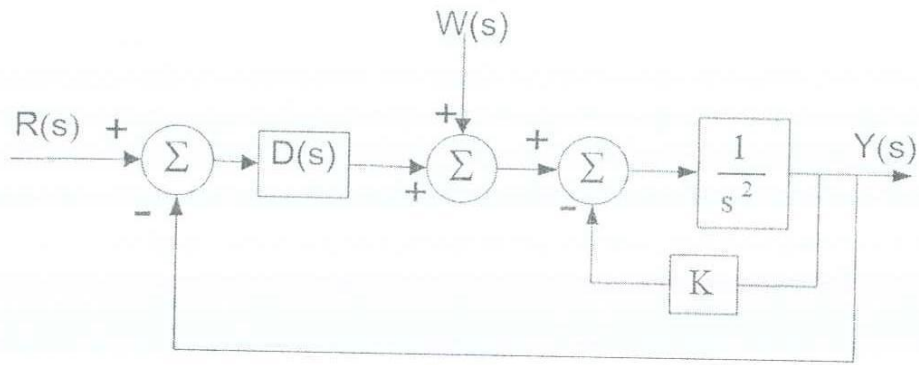 W(s)
R(s) + Σ D(s) + + Σ + Σ 1/s² Y(s)
- -
K